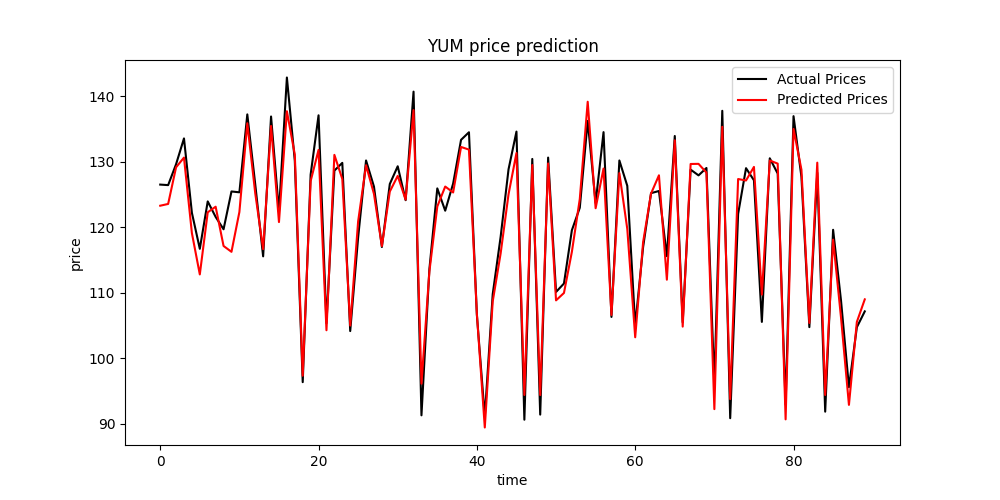 YUM price prediction
Actual Prices
Predicted Prices
price
140
130
120
110
100
90
0 20 40 60 80
time